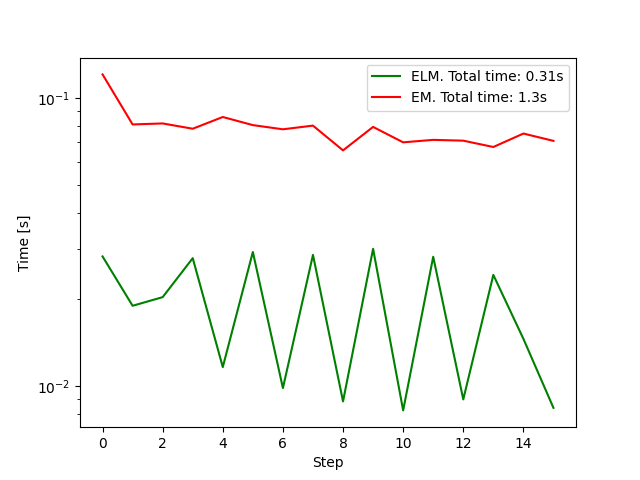 ELM. Total time: 0.31s
EM. Total time: 1.3s
10⁻¹
10⁻²
Time [s]
0 2 4 6 8 10 12 14
Step